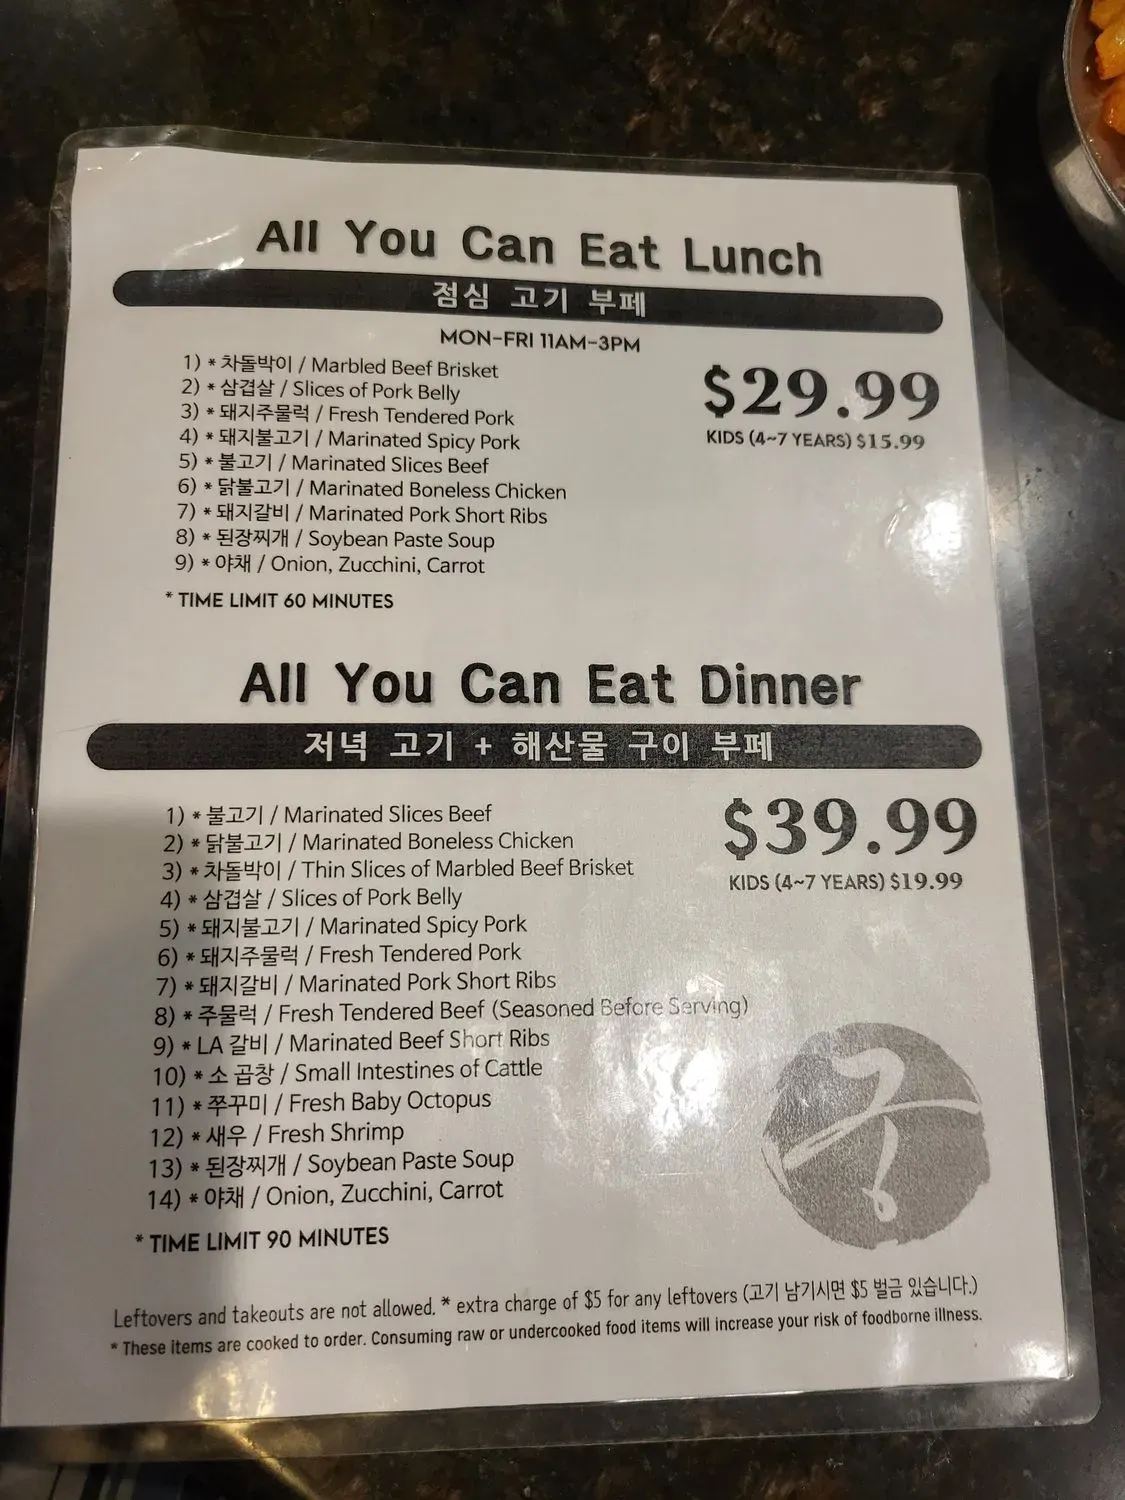 All You Can Eat Lunch
점심 고기 부페
MON-FRI 11AM-3PM
1) * 차돌박이 / Marbled Beef Brisket
2) * 삼겹살 / Slices of Pork Belly
3) * 돼지주물럭 / Fresh Tendered Pork
4) * 돼지불고기 / Marinated Spicy Pork
5) * 불고기 / Marinated Slices Beef
6) * 닭불고기 / Marinated Boneless Chicken
7) * 돼지갈비 / Marinated Pork Short Ribs
8) * 된장찌개 / Soybean Paste Soup
9) * 야채 / Onion, Zucchini, Carrot
* TIME LIMIT 60 MINUTES
$29.99
KIDS (4~7 YEARS) $15.99
All You Can Eat Dinner
저녁 고기 + 해산물 구이 부페
1) * 불고기 / Marinated Slices Beef
2) * 닭불고기 / Marinated Boneless Chicken
3) * 차돌박이 / Thin Slices of Marbled Beef Brisket
4) * 삼겹살 / Slices of Pork Belly
5) * 돼지불고기 / Marinated Spicy Pork
6) * 돼지주물럭 / Fresh Tendered Pork
7) * 돼지갈비 / Marinated Pork Short Ribs
8) * 주물럭 / Fresh Tendered Beef (Seasoned Before Serving)
9) * LA 갈비 / Marinated Beef Short Ribs
10) * 소 곱창 / Small Intestines of Cattle
11) * 쭈꾸미 / Fresh Baby Octopus
12) * 새우 / Fresh Shrimp
13) * 된장찌개 / Soybean Paste Soup
14) * 야채 / Onion, Zucchini, Carrot
* TIME LIMIT 90 MINUTES
$39.99
KIDS (4~7 YEARS) $19.99
궁
Leftovers and takeouts are not allowed. * extra charge of $5 for any leftovers (고기 남기시면 $5 벌금 있습니다.)
* These items are cooked to order. Consuming raw or undercooked food items will increase your risk of foodborne illness.